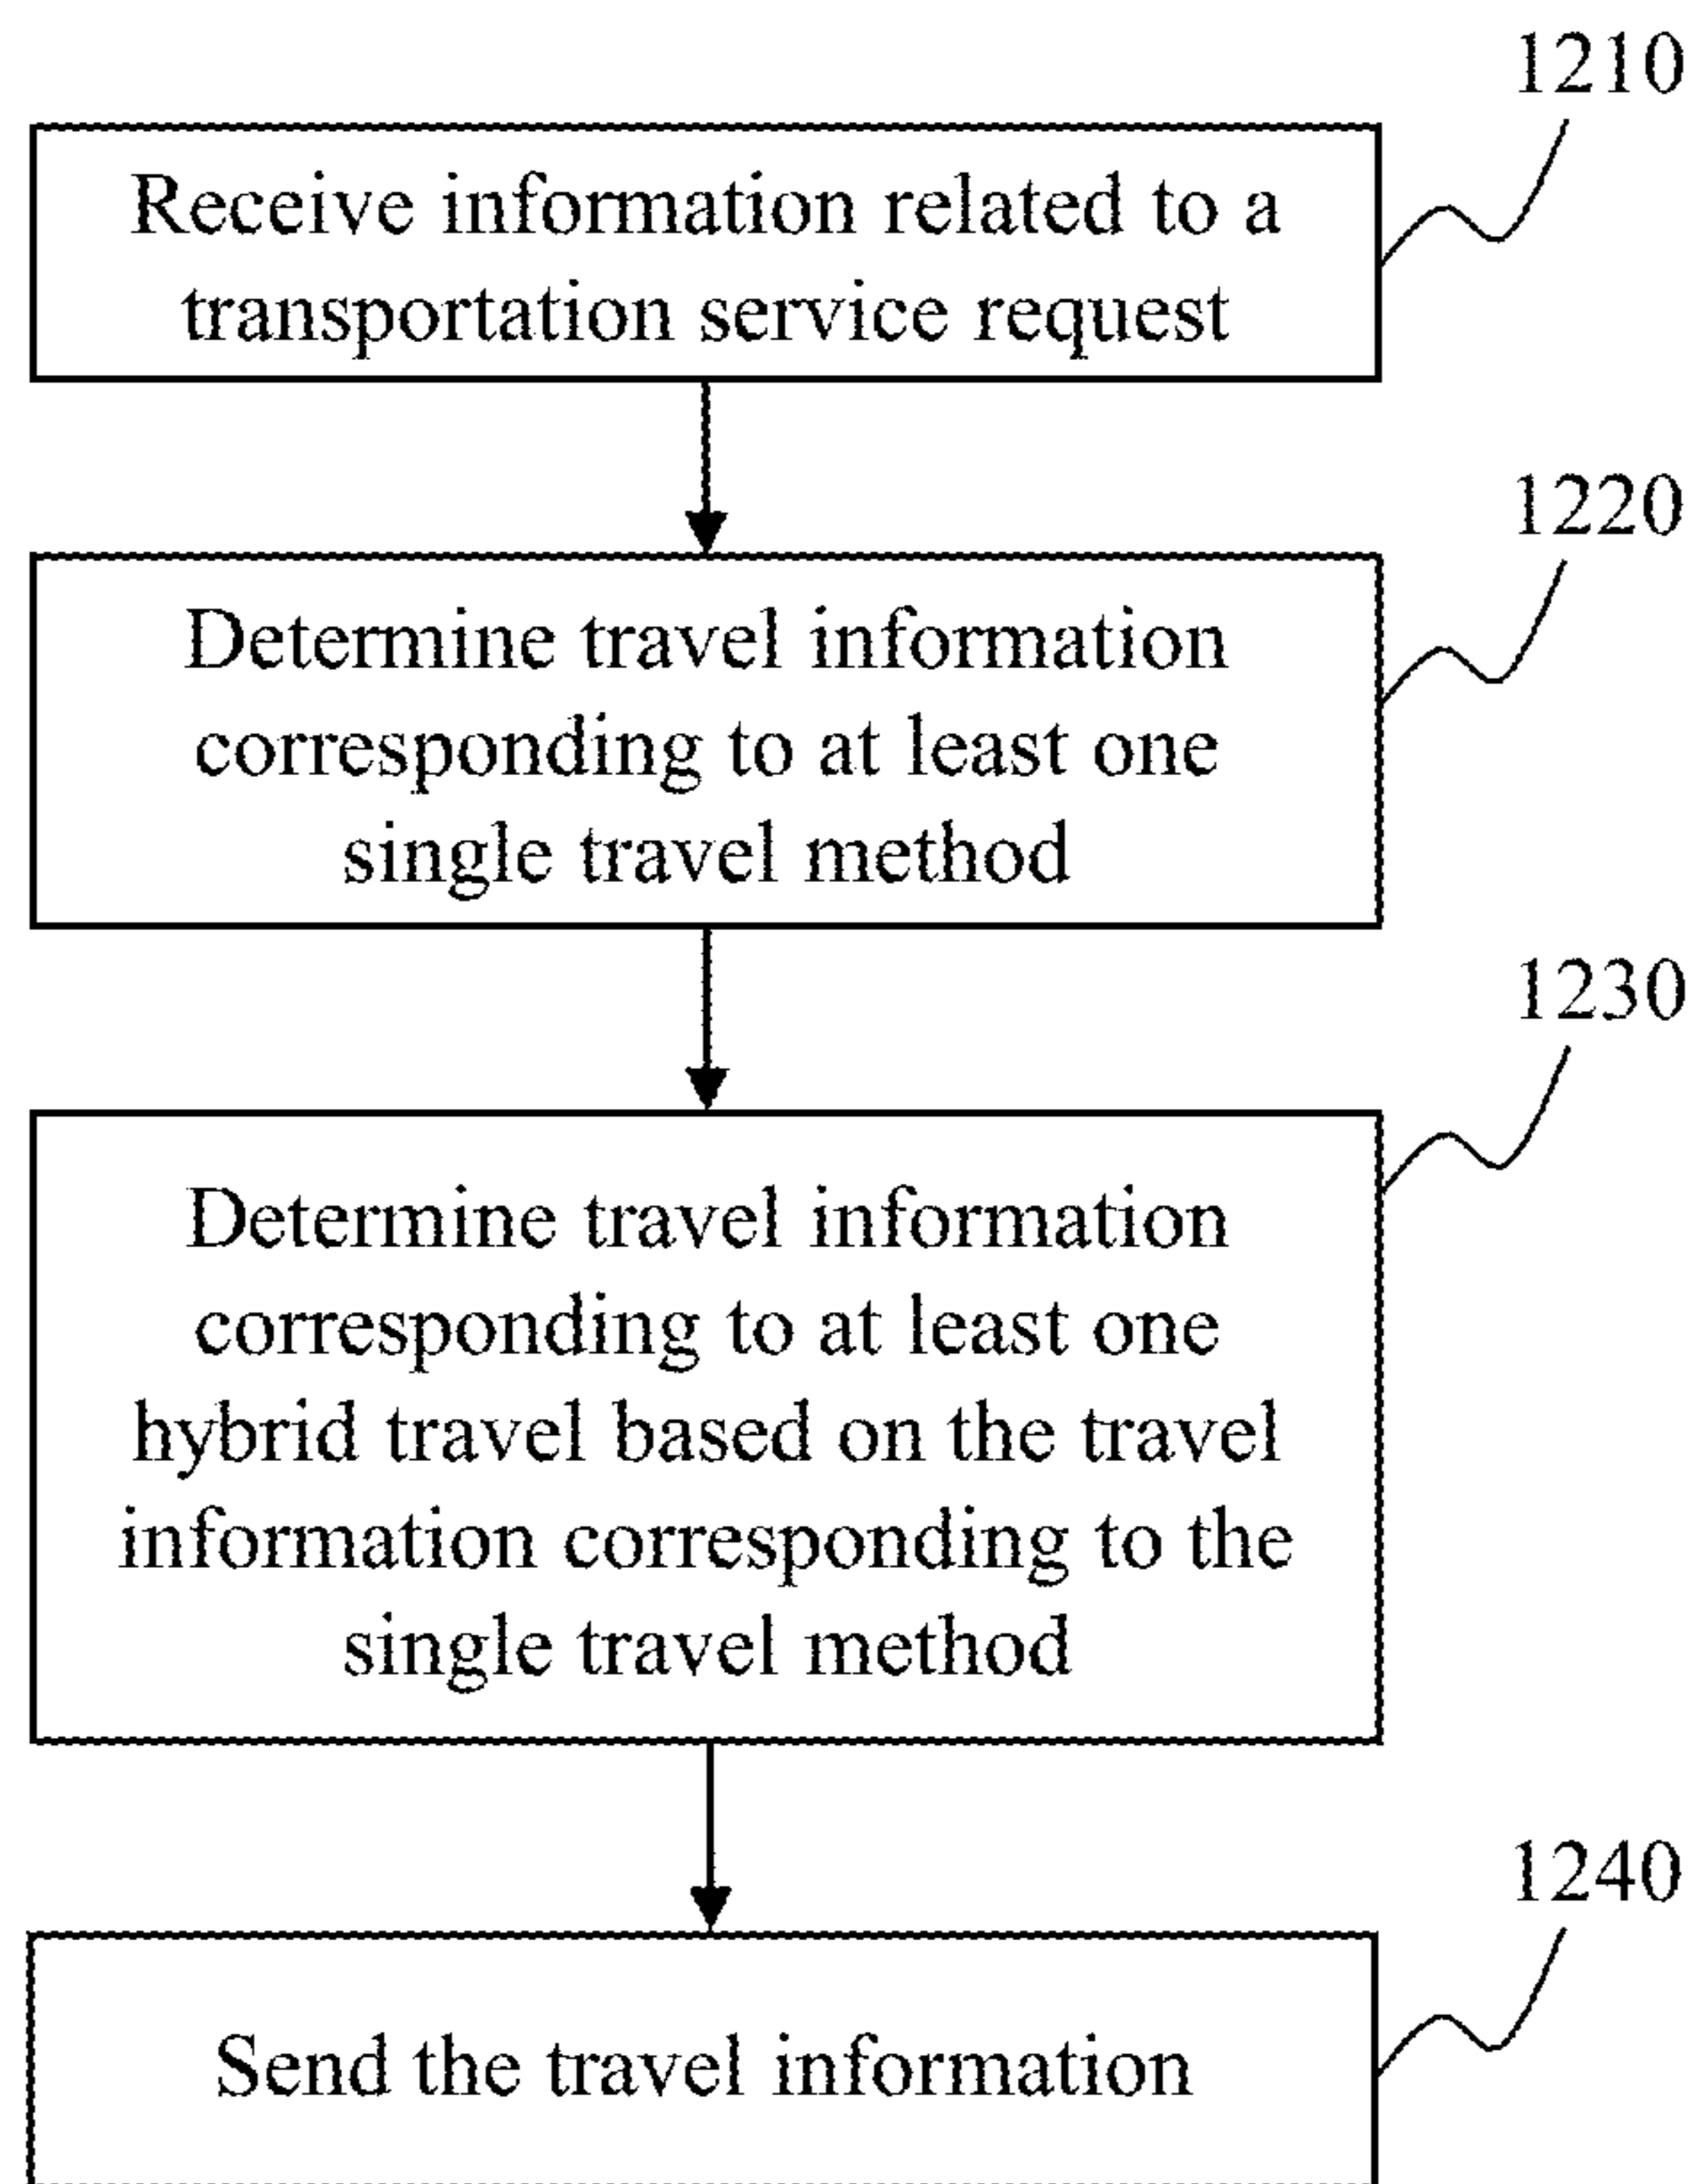 1210
Receive information related to a
transportation service request
1220
Determine travel information
corresponding to at least one
single travel method
1230
Determine travel information
corresponding to at least one
hybrid travel based on the travel
information corresponding to the
single travel method
1240
Send the travel information